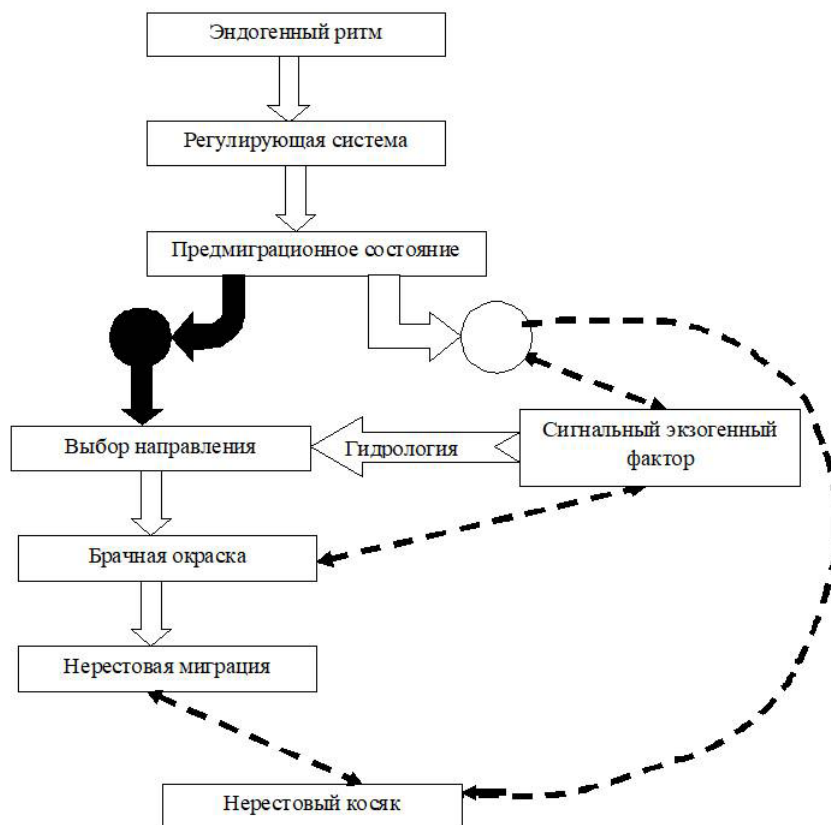 Эндогенный ритм
Регулирующая система
Предмиграционное состояние
Выбор направления
Гидрология
Сигнальный экзогенный
фактор
Брачная окраска
Нерестовая миграция
Нерестовый косяк